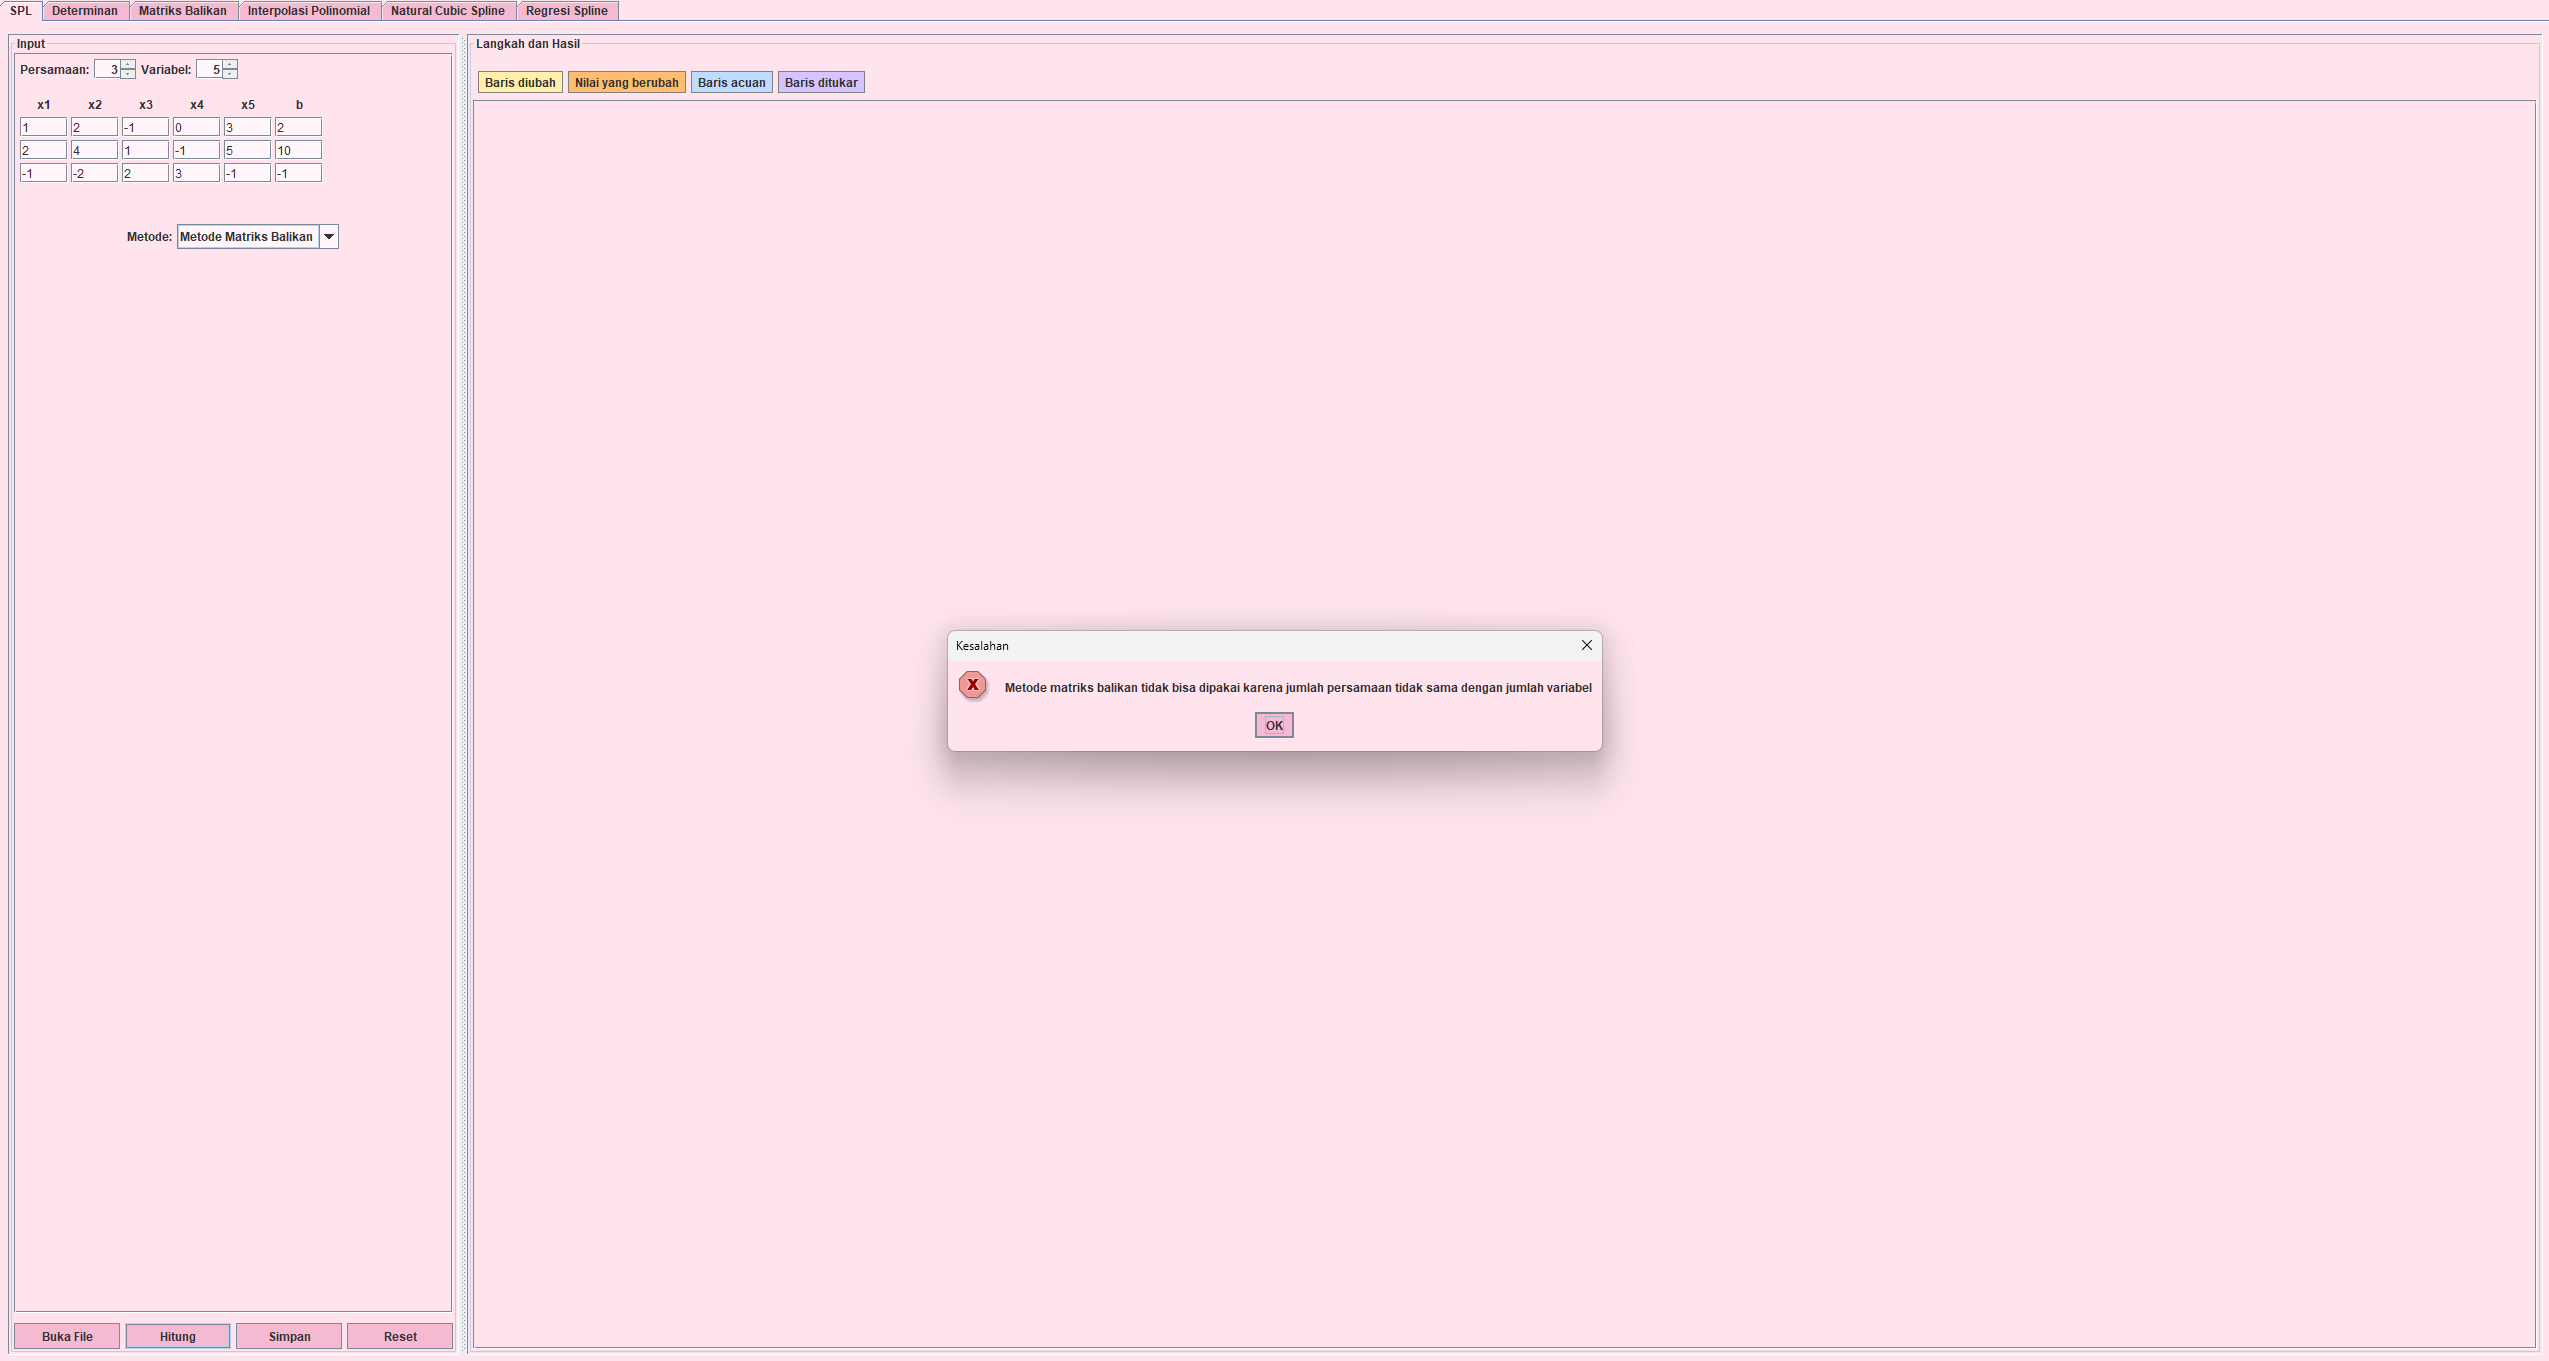 SPL Determinan Matriks Balikan Interpolasi Polinomial Natural Cubic Spline Regresi Spline
Input
Persamaan: 3 Variabel: 5
x1 x2 x3 x4 x5 b
1 2 -1 0 3 2
2 4 1 -1 5 10
-1 -2 2 3 -1 -1
Metode: Metode Matriks Balikan
Buka File Hitung Simpan Reset
Langkah dan Hasil
Baris diubah Nilai yang berubah Baris acuan Baris ditukar
Kesalahan
Metode matriks balikan tidak bisa dipakai karena jumlah persamaan tidak sama dengan jumlah variabel
OK